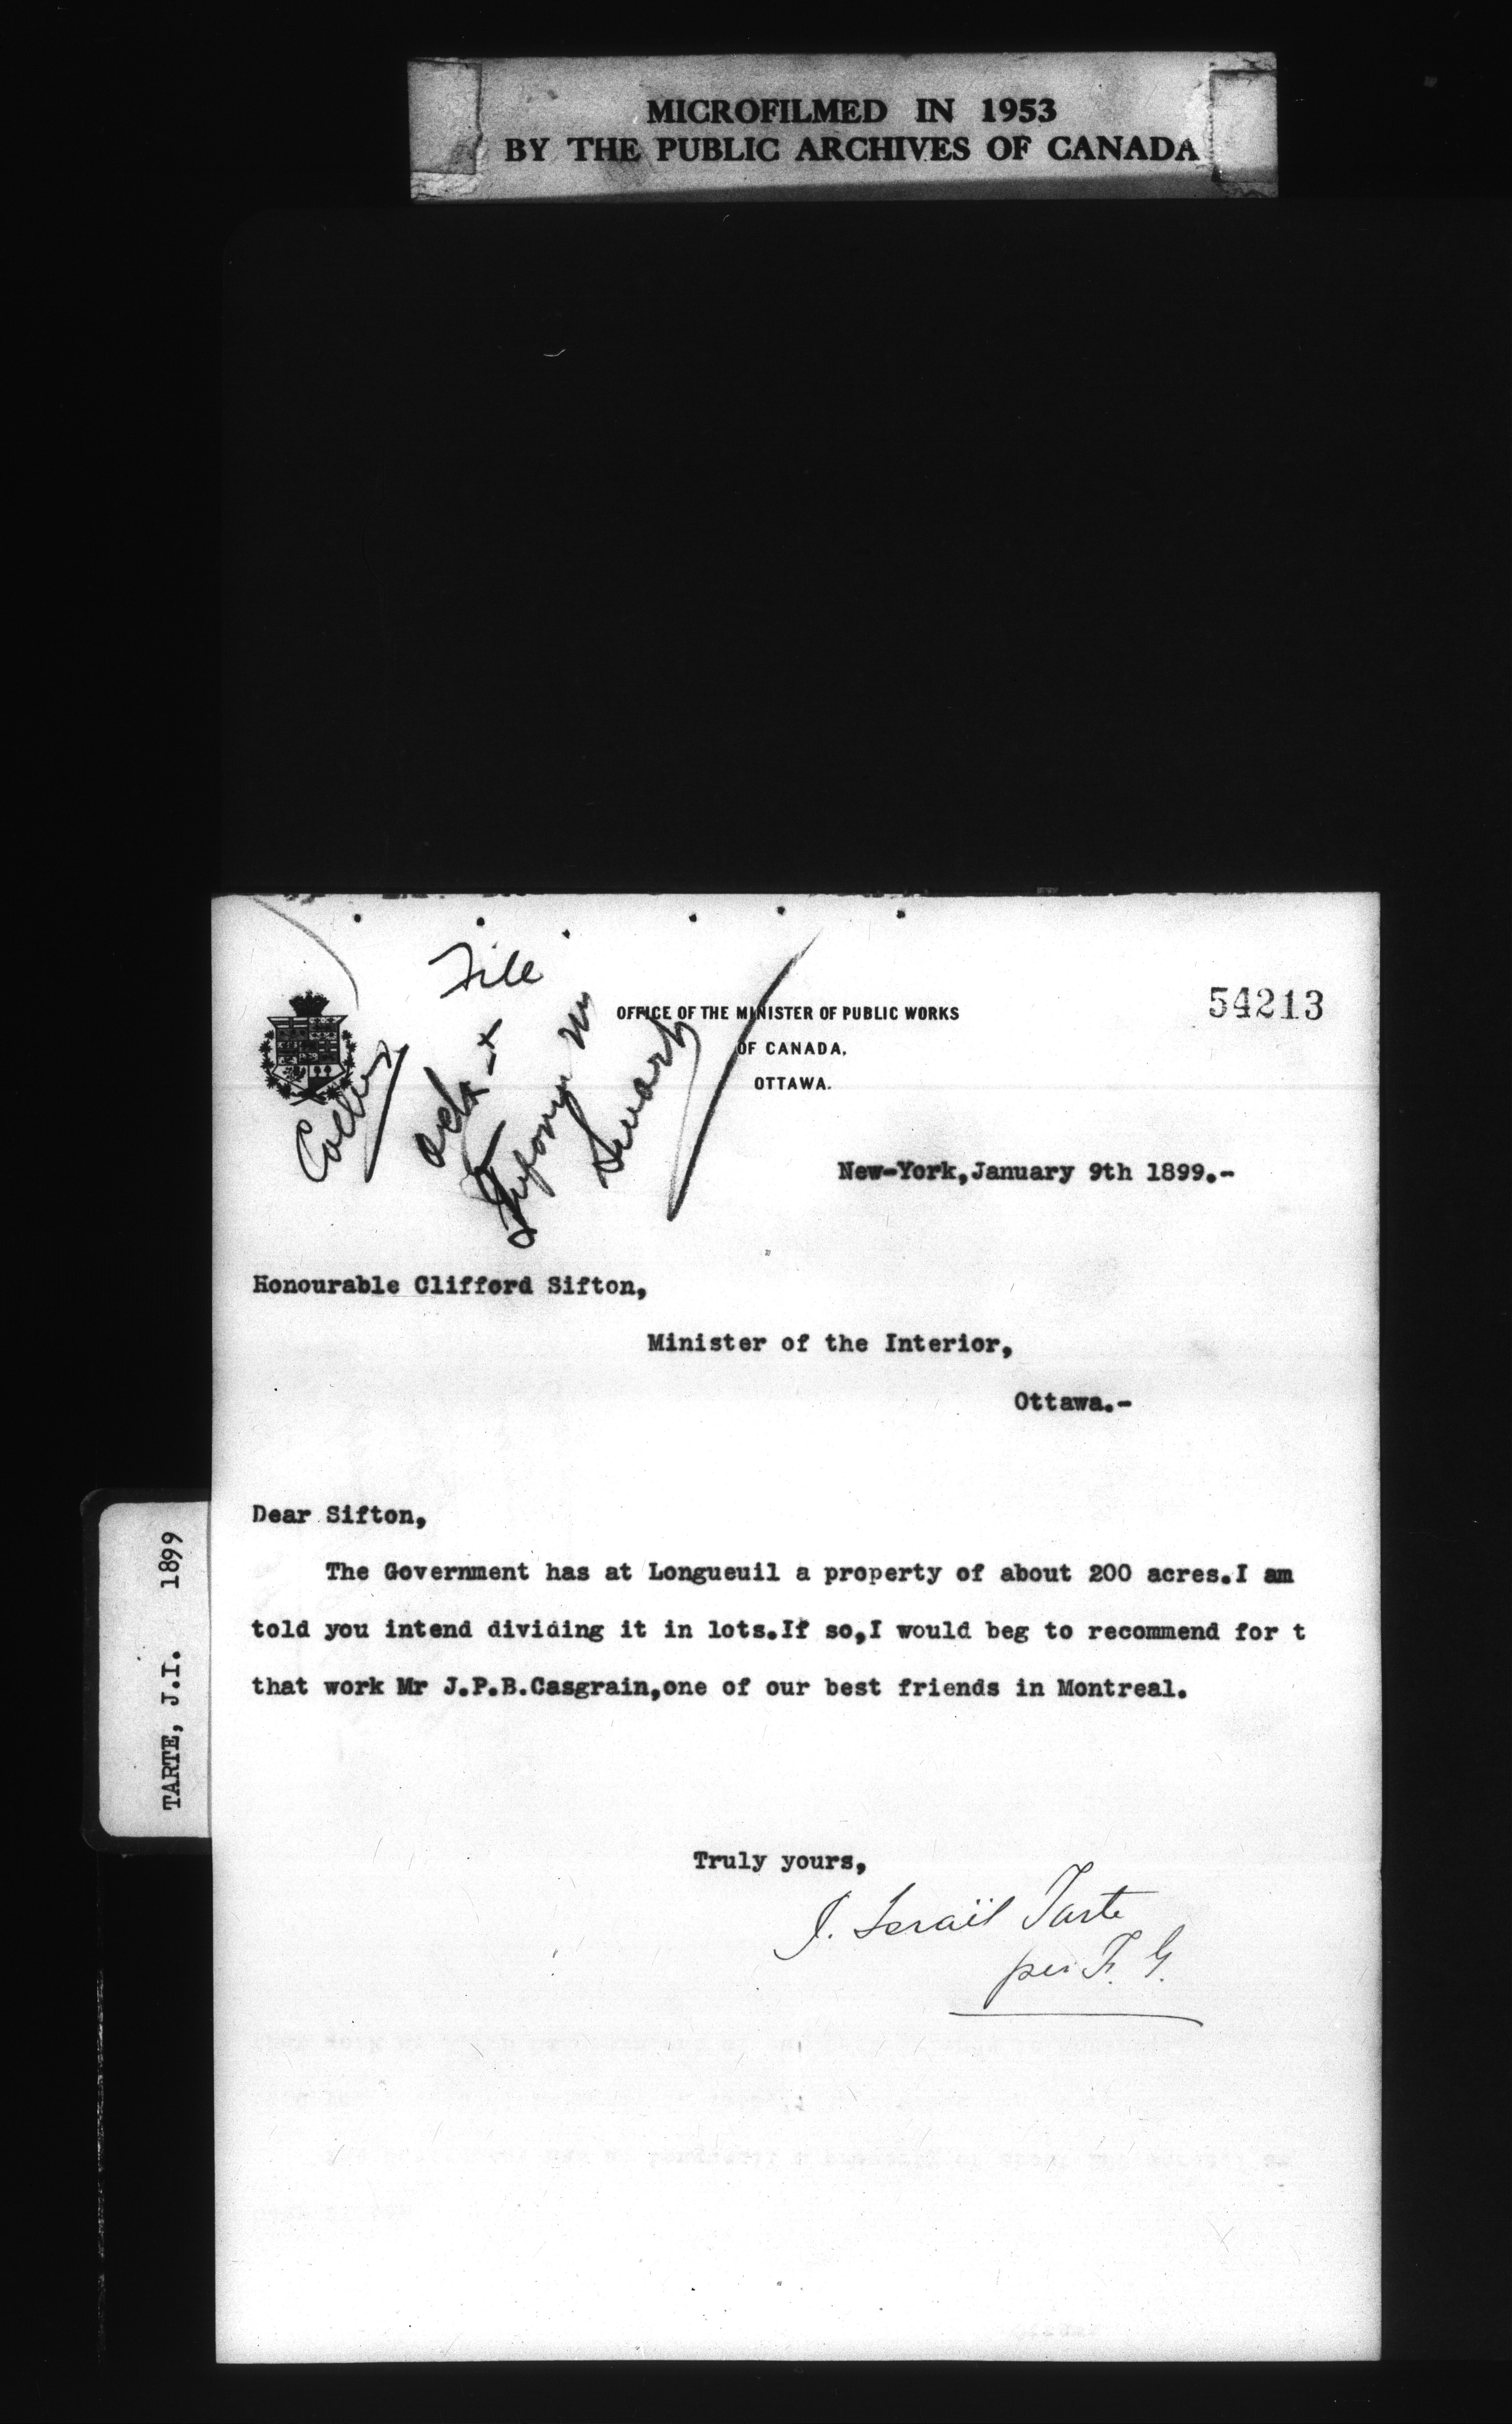 MICROFILMED IN 1953
BY THE PUBLIC ARCHIVES OF CANADA
File
OFFICE OF THE MINISTER OF PUBLIC WORKS
OF CANADA,
OTTAWA.
54213
New-York,January 9th 1899.-
Honourable Clifford Sifton,
Minister of the Interior,
Ottawa.-
Dear Sifton,
The Government has at Longueuil a property of about 200 acres.I am
told you intend dividing it in lots.If so,I would beg to recommend for t
that work Mr J.P.B.Casgrain,one of our best friends in Montreal.
Truly yours,
J. Israël Tarte
per F. G.
TARTE, J.I. 1899